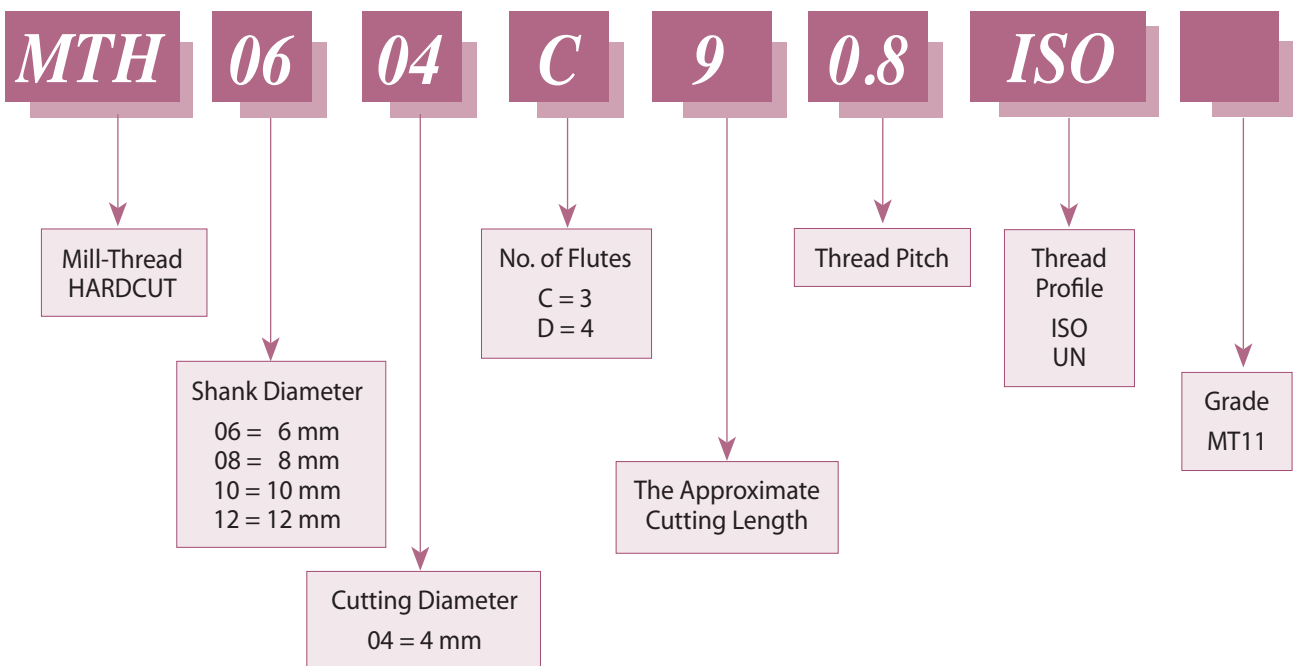 MTH 06 04 C 9 0.8 ISO
Mill-Thread
HARDCUT
Shank Diameter
06 = 6 mm
08 = 8 mm
10 = 10 mm
12 = 12 mm
Cutting Diameter
04 = 4 mm
No. of Flutes
C = 3
D = 4
The Approximate
Cutting Length
Thread Pitch
Thread
Profile
ISO
UN
Grade
MT11